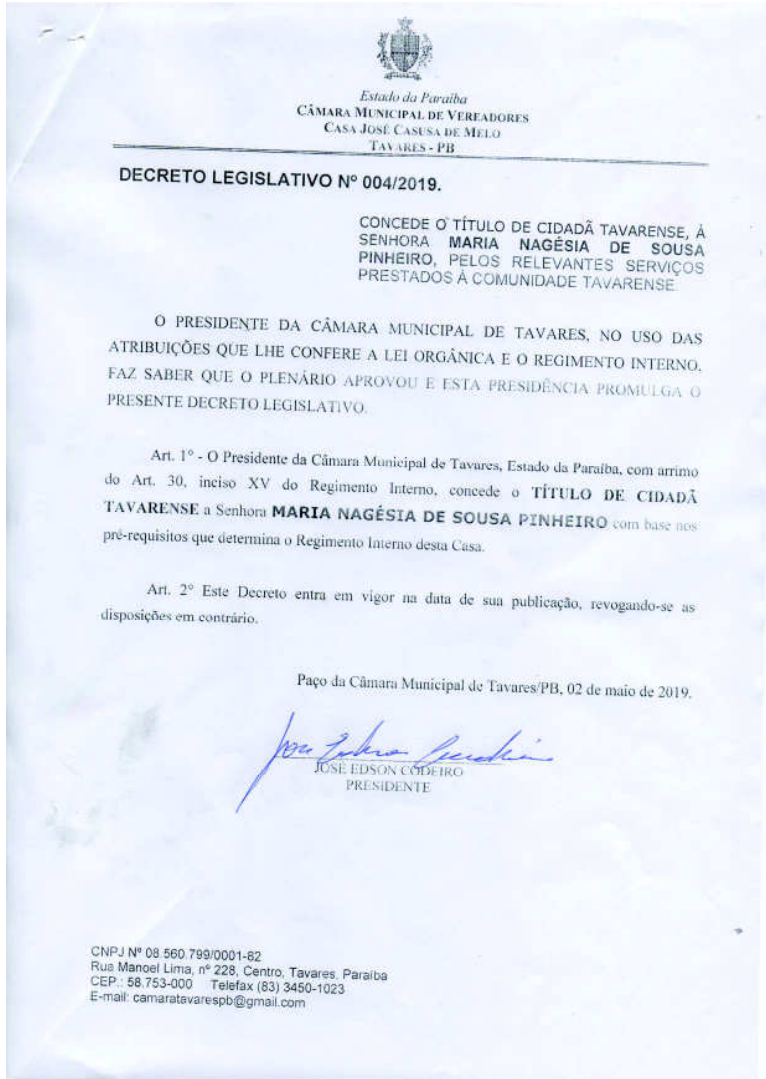 Estado da Paraíba
CÂMARA MUNICIPAL DE VEREADORES
CASA JOSÉ CASUSA DE MELO
TAVARES - PB
DECRETO LEGISLATIVO Nº 004/2019.
CONCEDE O TÍTULO DE CIDADÃ TAVARENSE, À
SENHORA MARIA NAGÉSIA DE SOUSA
PINHEIRO, PELOS RELEVANTES SERVIÇOS
PRESTADOS À COMUNIDADE TAVARENSE.
O PRESIDENTE DA CÂMARA MUNICIPAL DE TAVARES, NO USO DAS
ATRIBUIÇÕES QUE LHE CONFERE A LEI ORGÂNICA E O REGIMENTO INTERNO,
FAZ SABER QUE O PLENÁRIO APROVOU E ESTA PRESIDÊNCIA PROMULGA O
PRESENTE DECRETO LEGISLATIVO.
Art. 1º - O Presidente da Câmara Municipal de Tavares, Estado da Paraíba, com arrimo
do Art. 30, inciso XV do Regimento Interno, concede o TÍTULO DE CIDADÃ
TAVARENSE a Senhora MARIA NAGÉSIA DE SOUSA PINHEIRO com base nos
pré-requisitos que determina o Regimento Interno desta Casa.
Art. 2º Este Decreto entra em vigor na data de sua publicação, revogando-se as
disposições em contrário.
Paço da Câmara Municipal de Tavares/PB, 02 de maio de 2019.
JOSÉ EDSON CODEIRO
PRESIDENTE
CNPJ Nº 08.560.799/0001-82
Rua Manoel Lima, nº 228, Centro, Tavares, Paraíba
CEP.: 58.753-000 Telefax (83) 3450-1023
E-mail: camaratavarespb@gmail.com